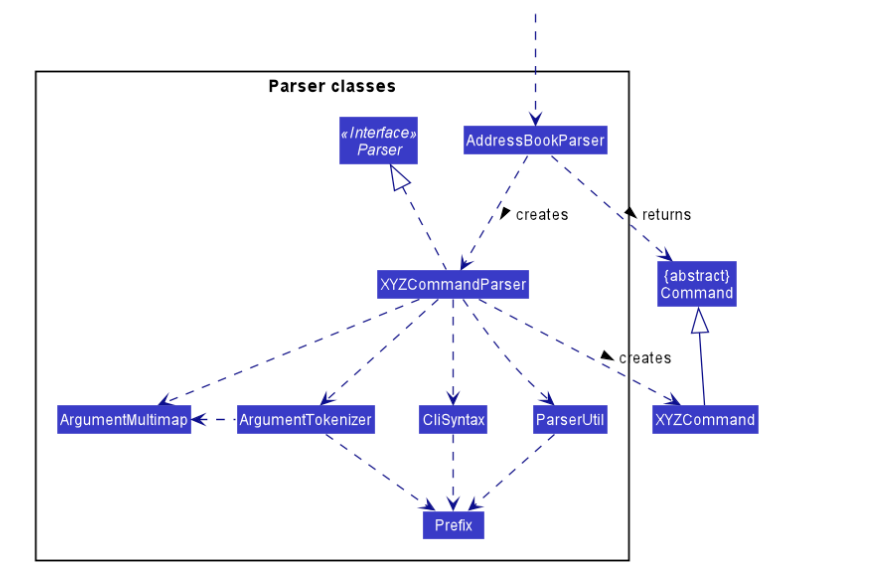 Parser classes
«Interface»
Parser
AddressBookParser
creates
returns
XYZCommandParser
{abstract}
Command
creates
ArgumentMultimap
ArgumentTokenizer
CliSyntax
ParserUtil
XYZCommand
Prefix